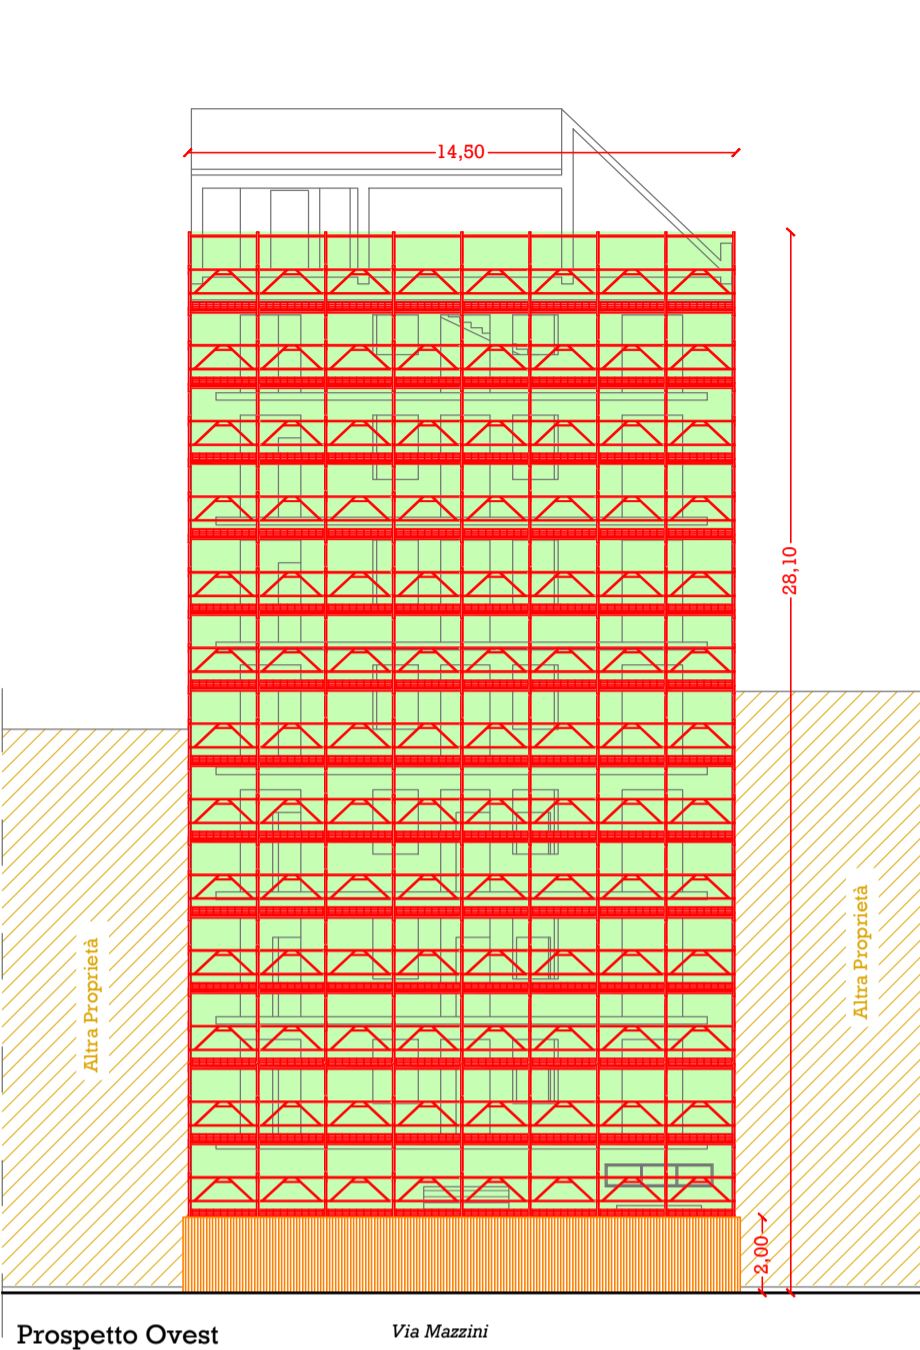 14,50
28,10
Altra Proprietà
Altra Proprietà
2,00
Prospetto Ovest
Via Mazzini